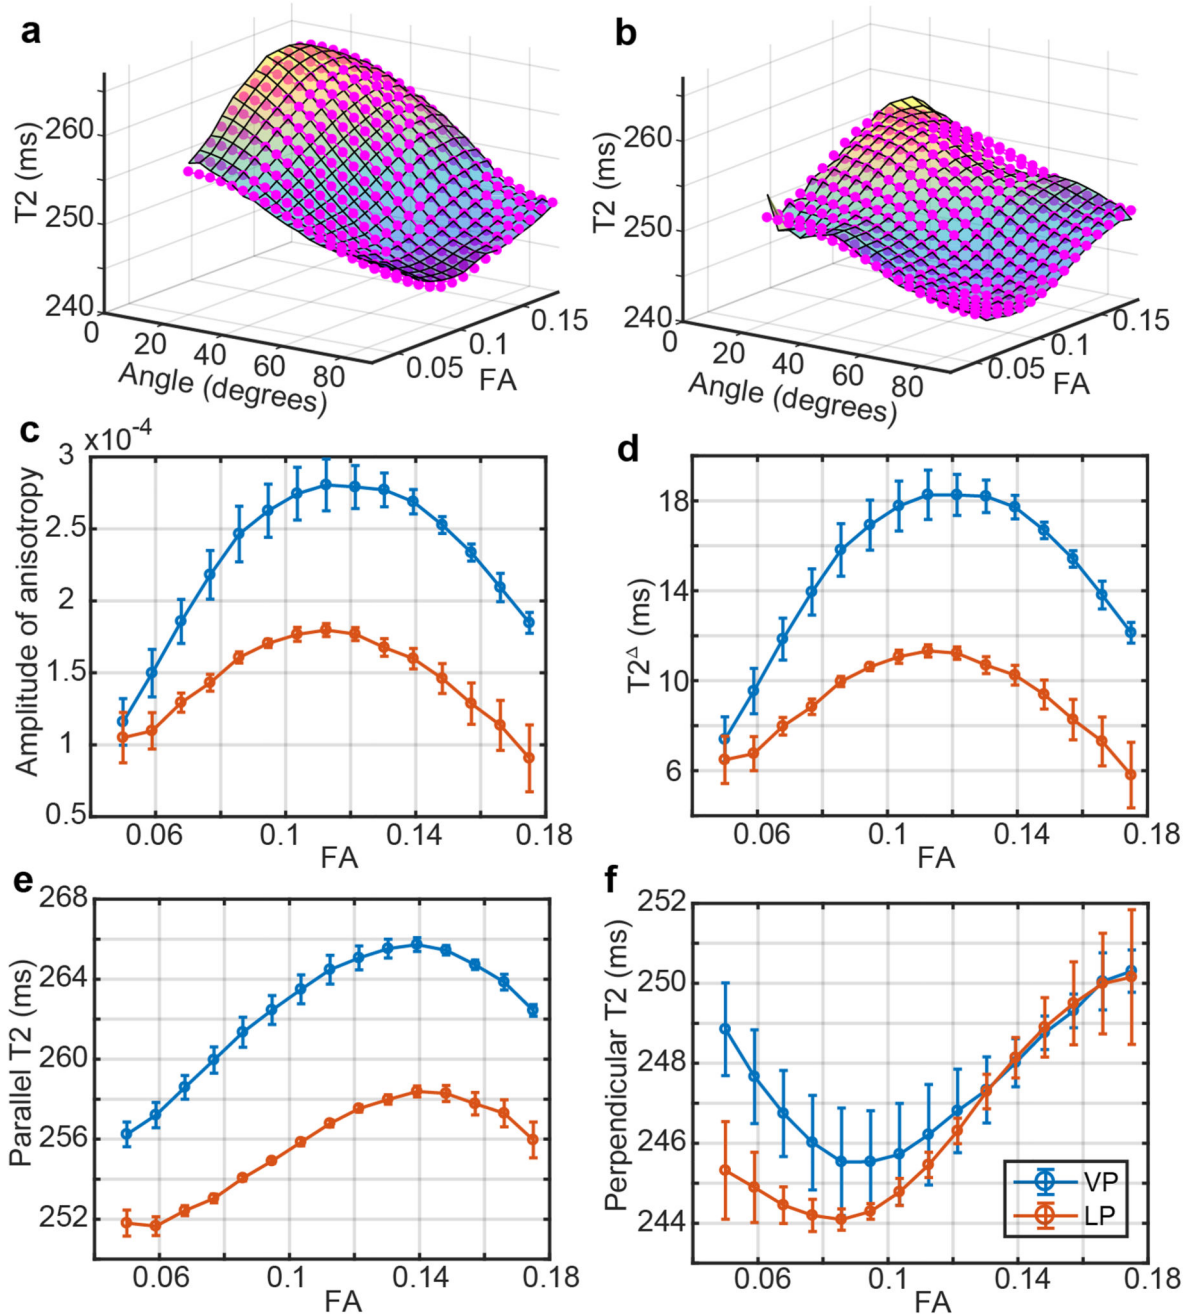 a
b
260
250
240
T2 (ms)
0
20
40
60
80
Angle (degrees)
0.05
0.1
0.15
FA
260
250
240
T2 (ms)
0
20
40
60
80
Angle (degrees)
0.05
0.1
0.15
FA
c
3 x10-4
2.5
2
1.5
1
0.5
Amplitude of anisotropy
0.06
0.1
0.14
0.18
FA
d
18
14
10
6
T2Δ (ms)
0.06
0.1
0.14
0.18
FA
e
268
264
260
256
252
Parallel T2 (ms)
0.06
0.1
0.14
0.18
FA
f
252
250
248
246
244
Perpendicular T2 (ms)
VP
LP
0.06
0.1
0.14
0.18
FA